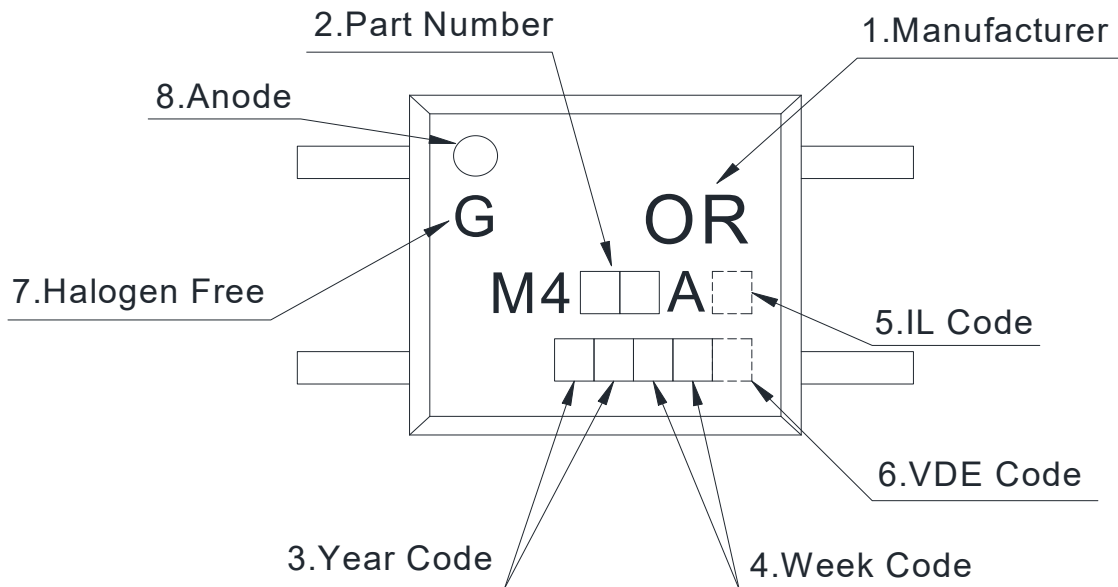 2.Part Number
1.Manufacturer
8.Anode
G
OR
7.Halogen Free
M4 A
5.IL Code
6.VDE Code
3.Year Code
4.Week Code